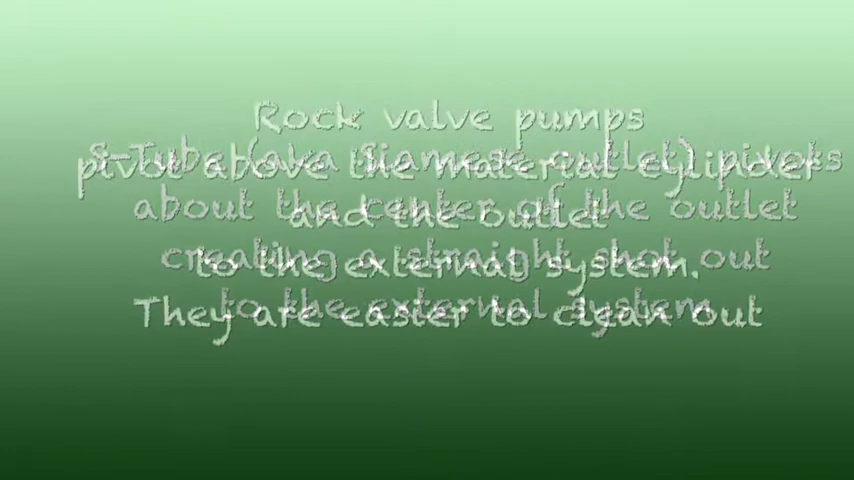 Rock valve pumps
pivot above the material cylinder
and the outlet
to the external system.
They are easier to clean out
S-Tube (aka Siamese outlet) pivots
about the center of the outlet
creating a straight shot out
to the external system